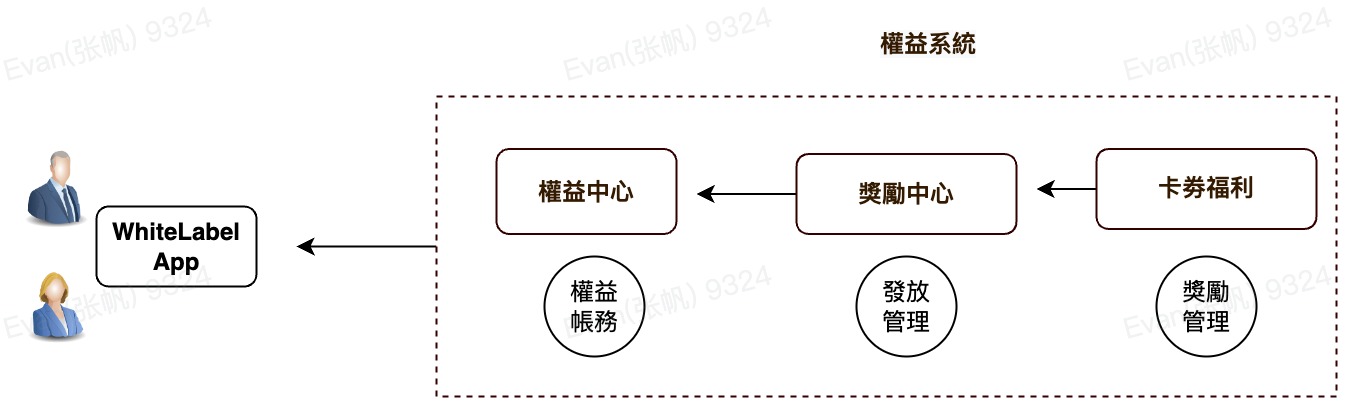 Evan(张帆) 9324
Evan(张帆) 9324
Evan(张帆) 9324
權益系統
權益中心
獎勵中心
卡券福利
WhiteLabel
App
權益
帳務
發放
管理
獎勵
管理
Evan(张帆) 9324
Evan(张帆) 9324
Evan(张帆) 9324